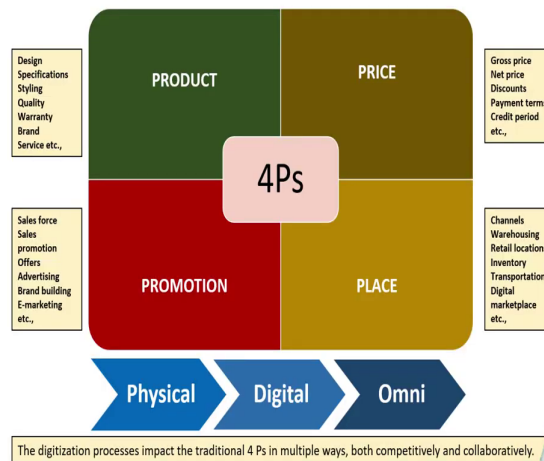 Design
Specifications
Styling
Quality
Warranty
Brand
Service etc.,
PRODUCT
PRICE
Gross price
Net price
Discounts
Payment terms
Credit period
etc.,
4Ps
Sales force
Sales
promotion
Offers
Advertising
Brand building
E-marketing
etc.,
PROMOTION
PLACE
Channels
Warehousing
Retail locations
Inventory
Transportation
Digital
marketplace
etc.,
Physical
Digital
Omni
The digitization processes impact the traditional 4 Ps in multiple ways, both competitively and collaboratively.